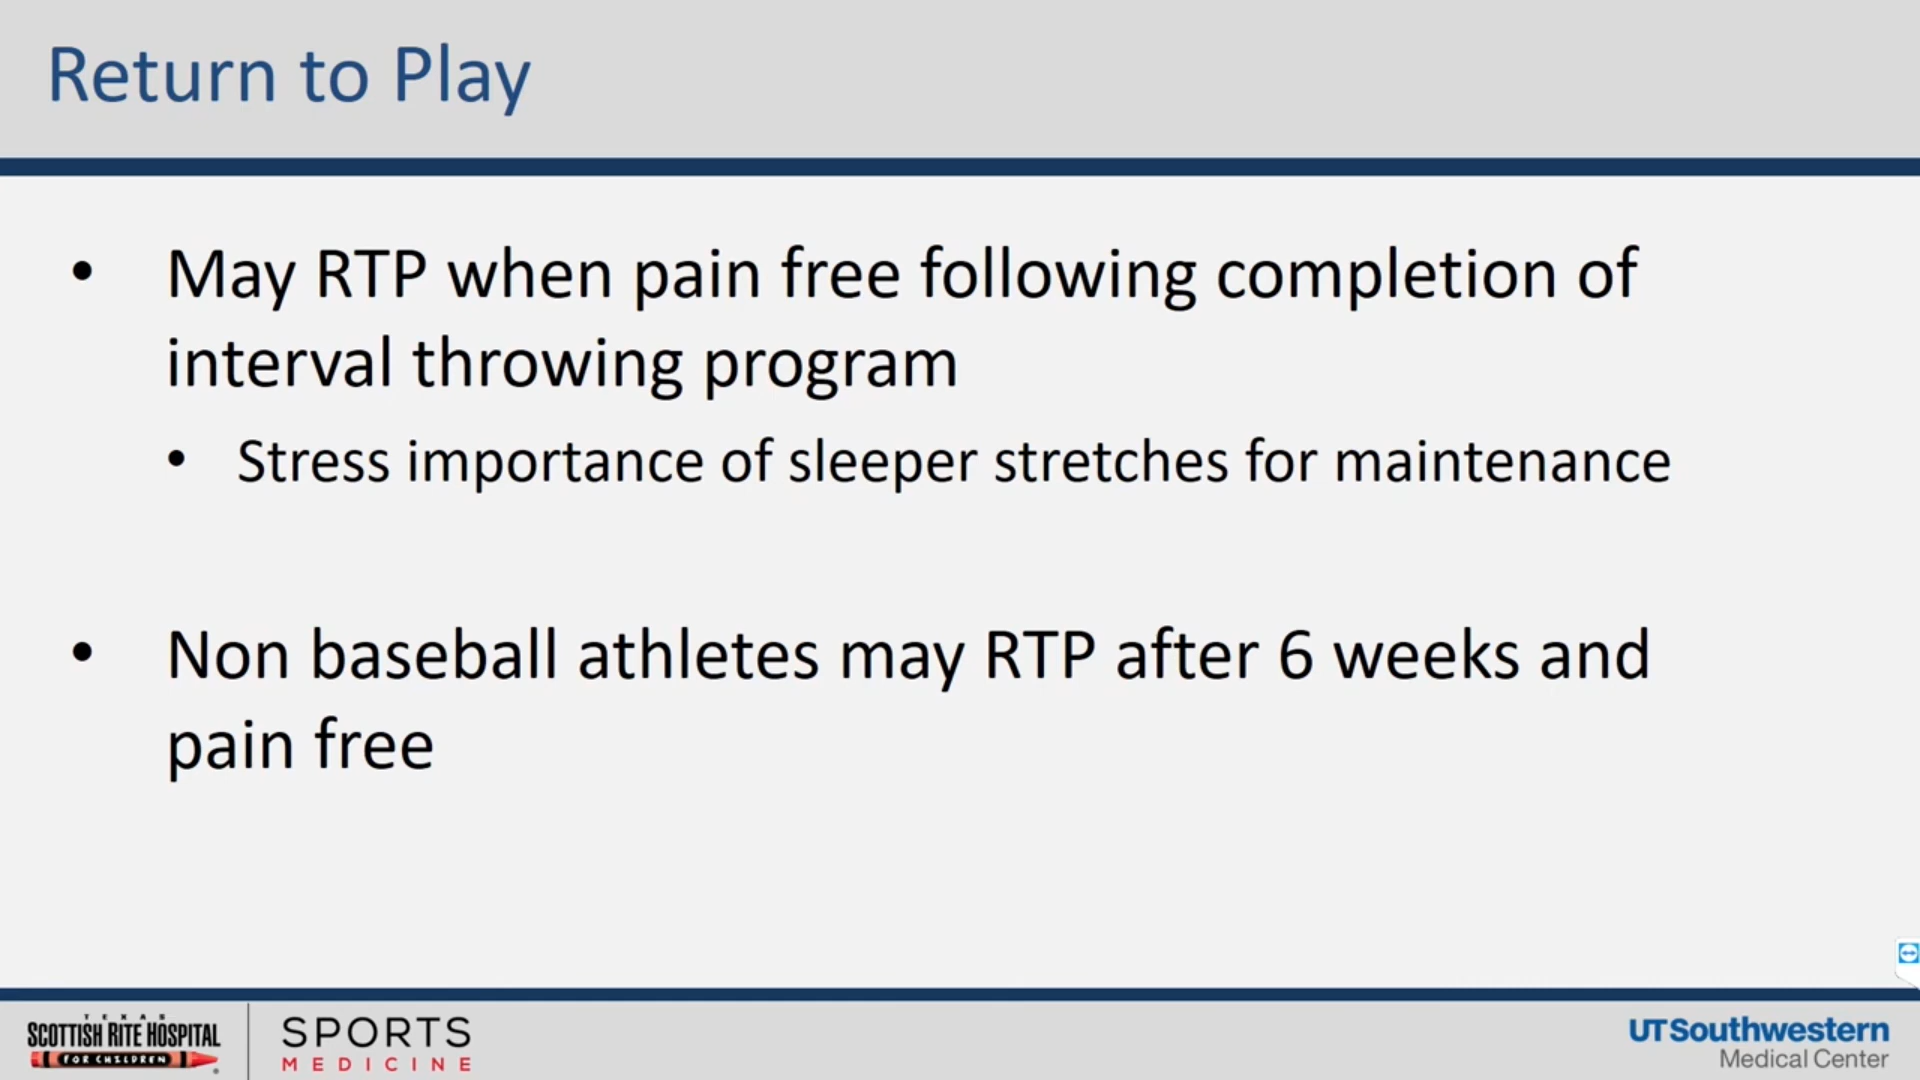 Return to Play
• May RTP when pain free following completion of
interval throwing program
• Stress importance of sleeper stretches for maintenance
• Non baseball athletes may RTP after 6 weeks and
pain free
TEXAS
SCOTTISH RITE HOSPITAL
FOR CHILDREN
SPORTS
MEDICINE
UTSouthwestern
Medical Center